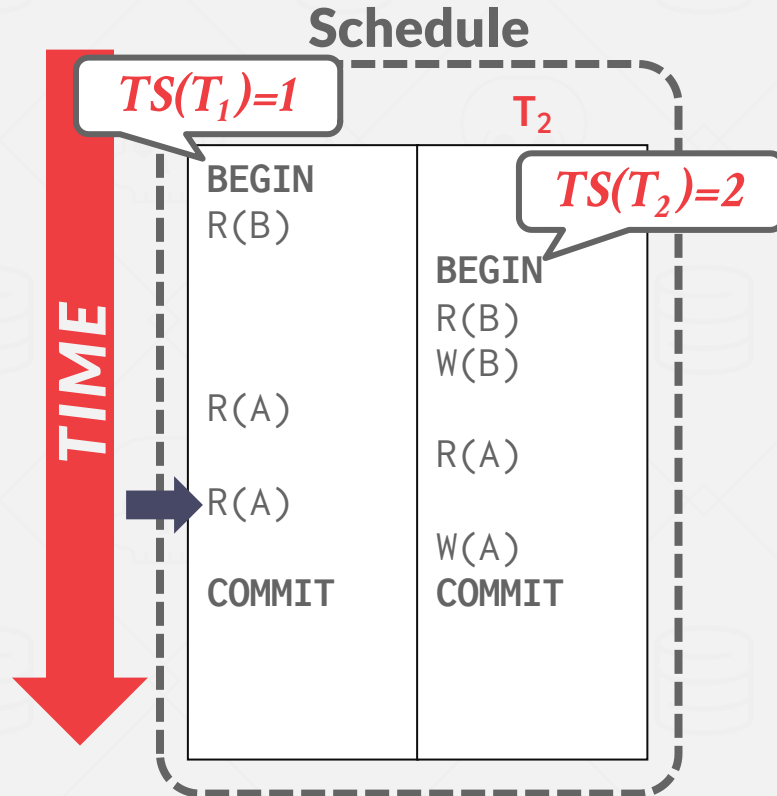 Schedule
TS(T₁)=1
T₂
BEGIN
TS(T₂)=2
R(B)
BEGIN
R(B)
W(B)
R(A)
R(A)
R(A)
W(A)
COMMIT COMMIT
TIME